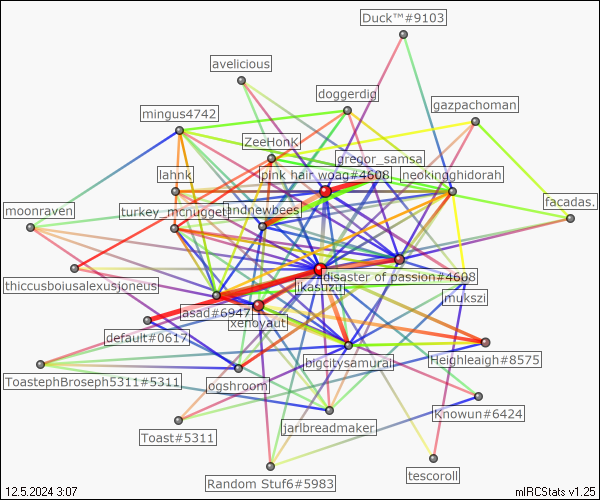 Duck™#9103
avelicious
doggerdig
gazpachoman
mingus4742
ZeeHonK
gregor_samsa
lahnk
pink hair woag#4608
neokingghidorah
facadas.
moonraven
turkey_mcnugget
andnewbees
thiccusboiusalexusjoneus
disaster of passion#4608
ikasuzu
mukszi
asad#6947
xenoyaut
default#0617
bigcitysamurai
Heighleaigh#8575
ToastephBroseph5311#5311
ogshroom
jarlbreadmaker
Knowun#6424
Toast#5311
Random Stuf6#5983
tescoroll
12.5.2024 3:07
mIRCStats v1.25